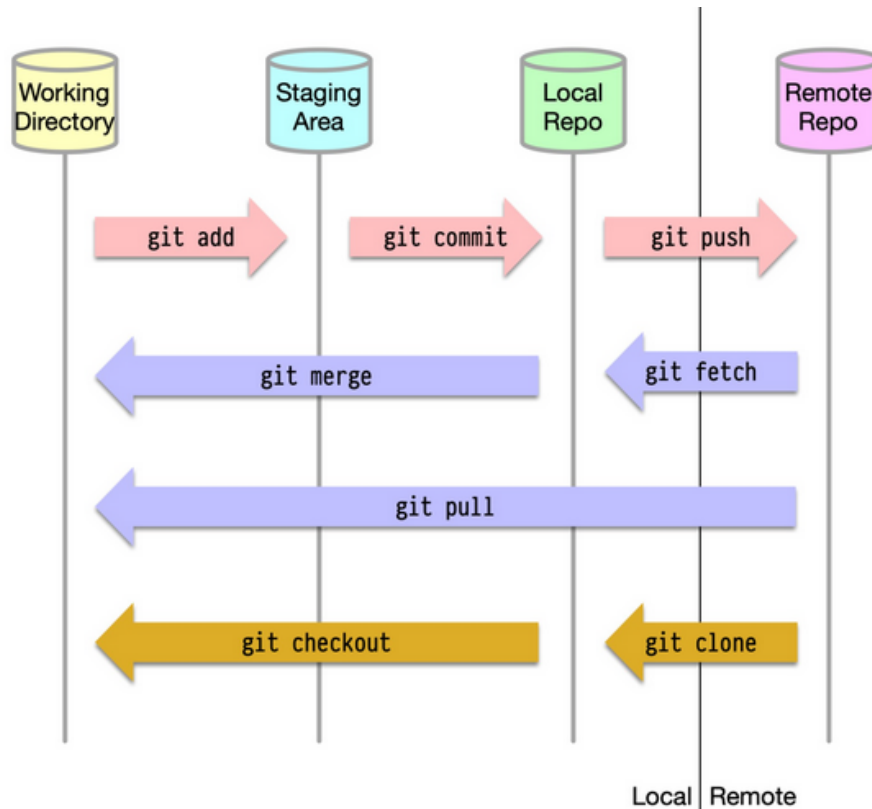 Working
Directory
Staging
Area
Local
Repo
Remote
Repo
git add
git commit
git push
git merge
git fetch
git pull
git checkout
git clone
Local
Remote